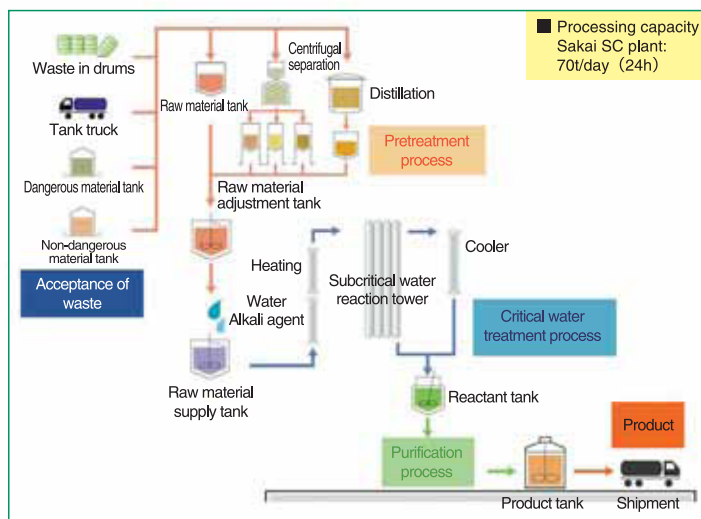 ■ Processing capacity
Sakai SC plant:
70t/day（24h）
Waste in drums
Tank truck
Dangerous material tank
Non-dangerous
material tank
Acceptance of
waste
Raw material tank
Centrifugal
separation
Distillation
Pretreatment
process
Raw material
adjustment tank
Heating
Water
Alkali agent
Raw material
supply tank
Subcritical water
reaction tower
Cooler
Critical water
treatment process
Reactant tank
Purification
process
Product
Product tank
Shipment